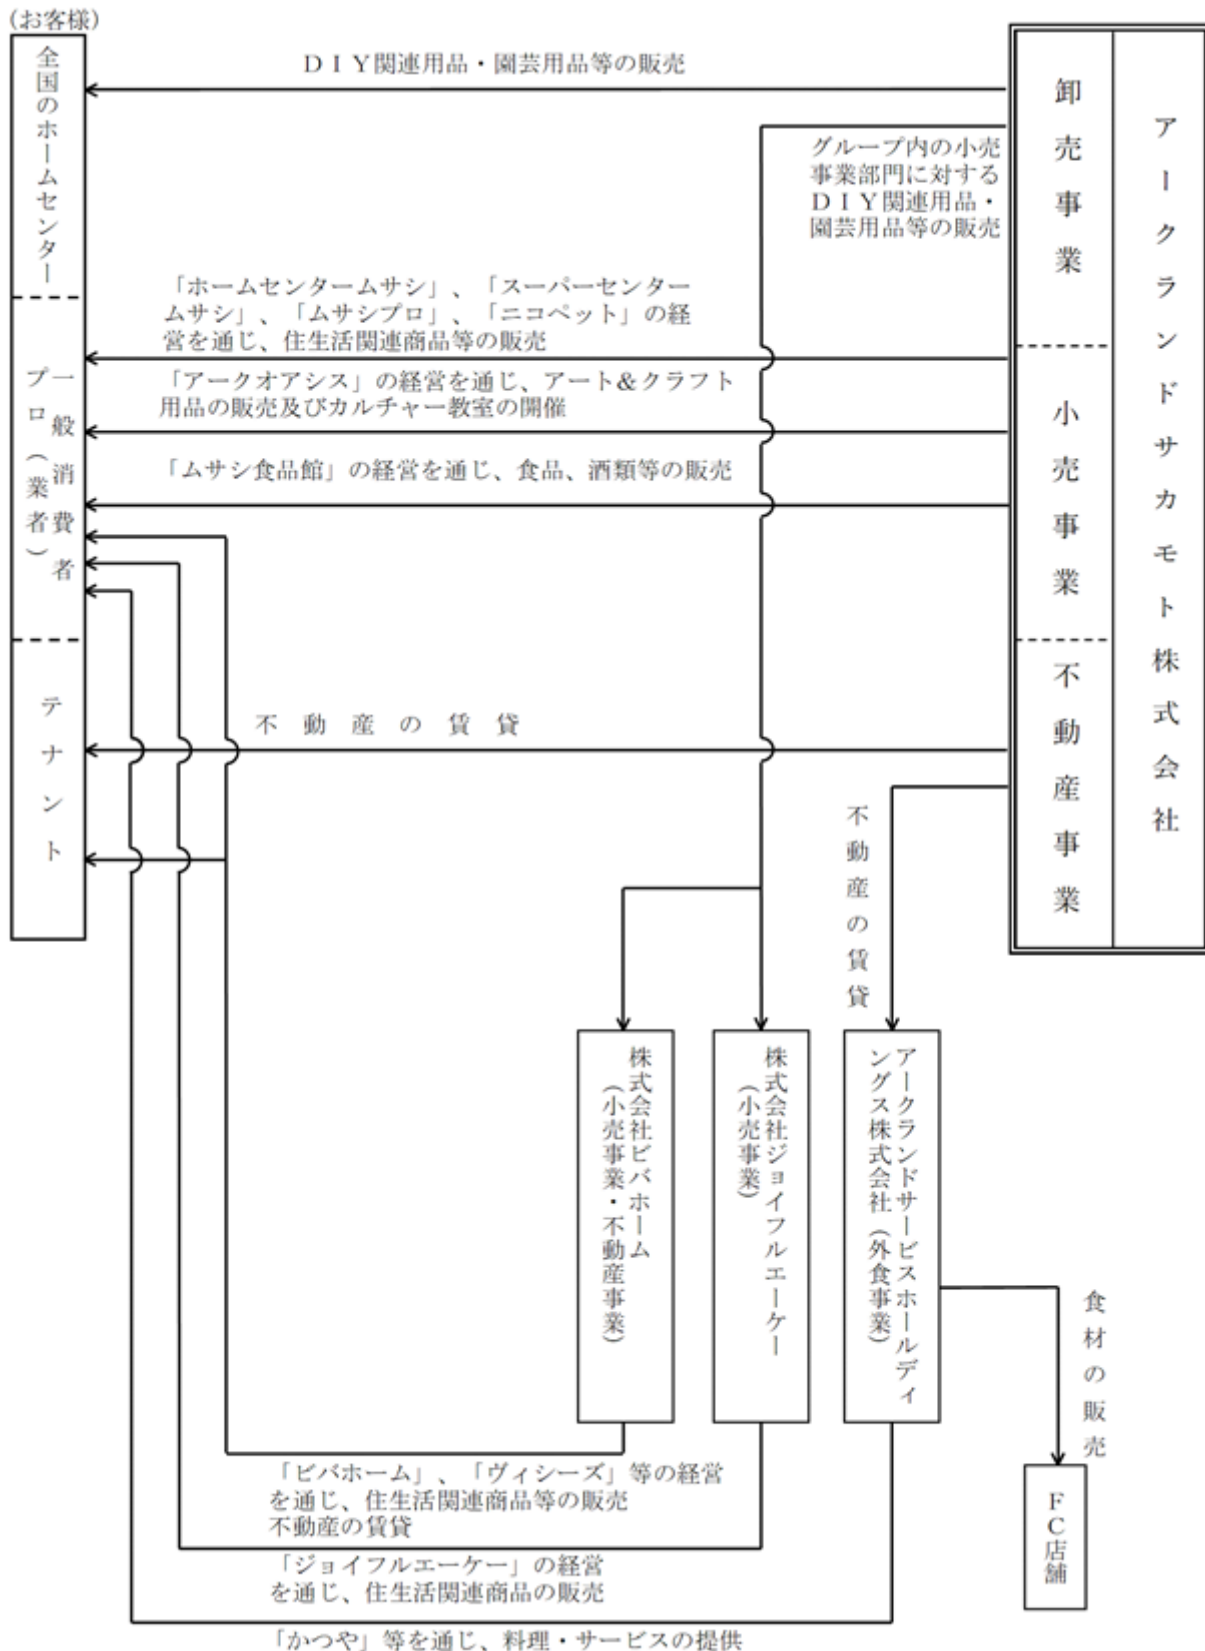 (お客様)
全国のホームセンター
一般消費者
プロ(業者)
テナント
DIY関連用品・園芸用品等の販売
グループ内の小売
事業部門に対する
DIY関連用品・
園芸用品等の販売
「ホームセンタームサシ」、「スーパーセンター
ムサシ」、「ムサシプロ」、「ニコペット」の経
営を通じ、住生活関連商品等の販売
「アークオアシス」の経営を通じ、アート&クラフト
用品の販売及びカルチャー教室の開催
「ムサシ食品館」の経営を通じ、食品、酒類等の販売
不動産の賃貸
アークランドサカモト株式会社
卸売事業
小売事業
不動産事業
不動産の賃貸
アークランドサービスホールディ
ングス株式会社(外食事業)
株式会社ジョイフルエーケー
(小売事業)
株式会社ビバホーム
(小売事業・不動産事業)
食材の販売
FC店舗
「ビバホーム」、「ヴィシーズ」等の経営
を通じ、住生活関連商品等の販売
不動産の賃貸
「ジョイフルエーケー」の経営
を通じ、住生活関連商品の販売
「かつや」等を通じ、料理・サービスの提供